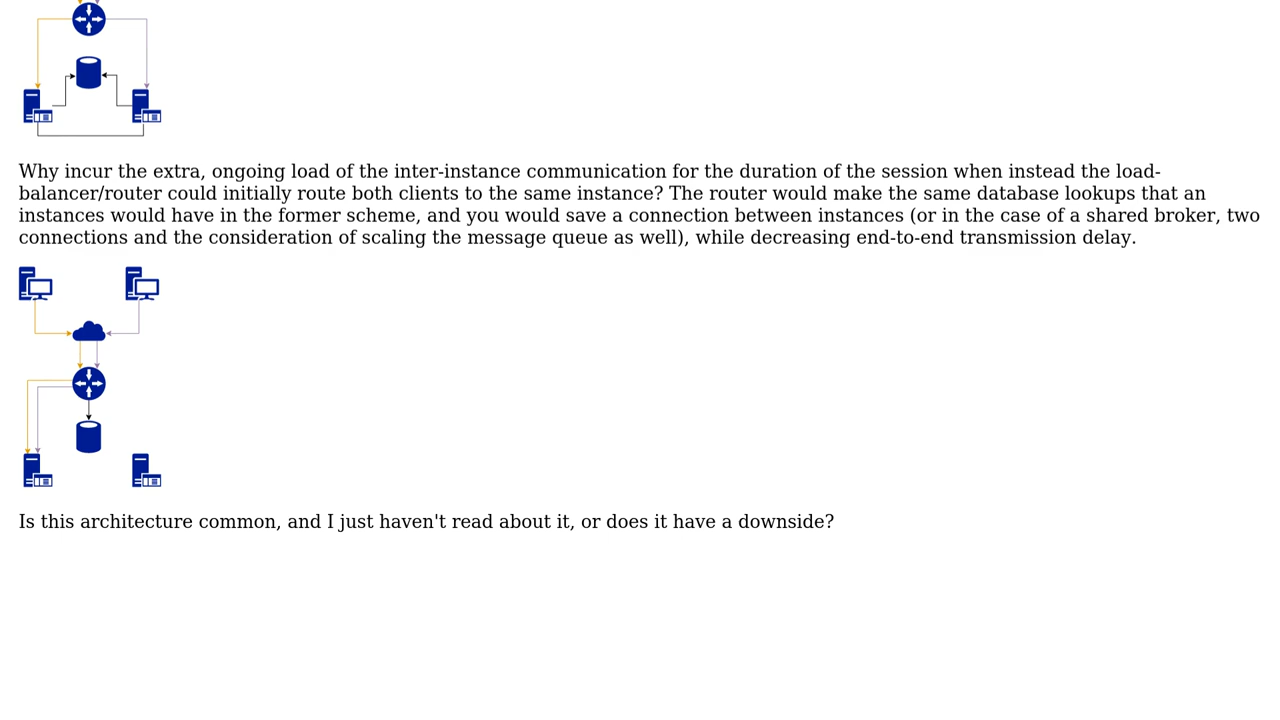 Why incur the extra, ongoing load of the inter-instance communication for the duration of the session when instead the load-
balancer/router could initially route both clients to the same instance? The router would make the same database lookups that an
instances would have in the former scheme, and you would save a connection between instances (or in the case of a shared broker, two
connections and the consideration of scaling the message queue as well), while decreasing end-to-end transmission delay.
Is this architecture common, and I just haven't read about it, or does it have a downside?